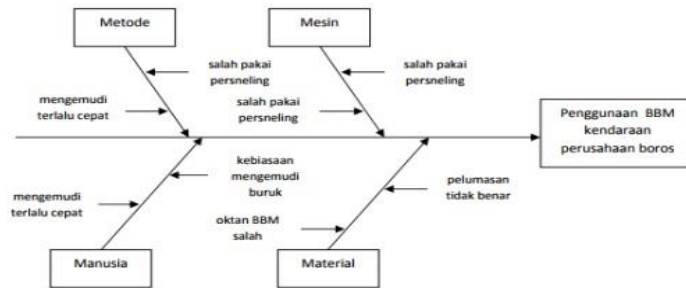 Metode
Mesin
salah pakai
persneling
salah pakai
persneling
mengemudi
terlalu cepat
salah pakai
persneling
Penggunaan BBM
kendaraan
perusahaan boros
kebiasaan
mengemudi
buruk
mengemudi
terlalu cepat
pelumasan
tidak benar
oktan BBM
salah
Manusia
Material